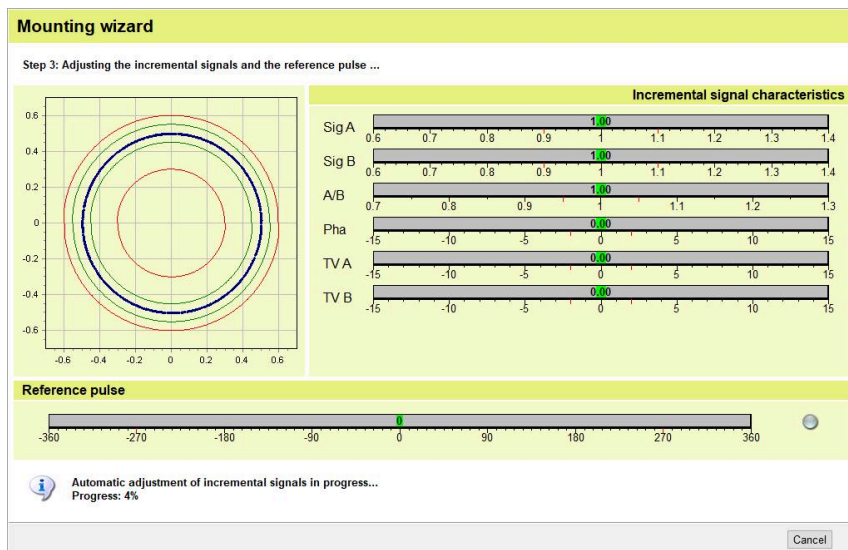 Mounting wizard
Step 3: Adjusting the incremental signals and the reference pulse ...
Incremental signal characteristics
0.6
0.4
0.2
0
-0.2
-0.4
-0.6
-0.6 -0.4 -0.2 0 0.2 0.4 0.6
Sig A 1.00
0.6 0.7 0.8 0.9 1 1.1 1.2 1.3 1.4
Sig B 1.00
0.6 0.7 0.8 0.9 1 1.1 1.2 1.3 1.4
A/B 1.00
0.7 0.8 0.9 1 1.1 1.2 1.3
Pha 0.00
-15 -10 -5 0 5 10 15
TV A 0.00
-15 -10 -5 0 5 10 15
TV B 0.00
-15 -10 -5 0 5 10 15
Reference pulse
0
-360 -270 -180 -90 0 90 180 270 360
Automatic adjustment of incremental signals in progress...
Progress: 4%
Cancel